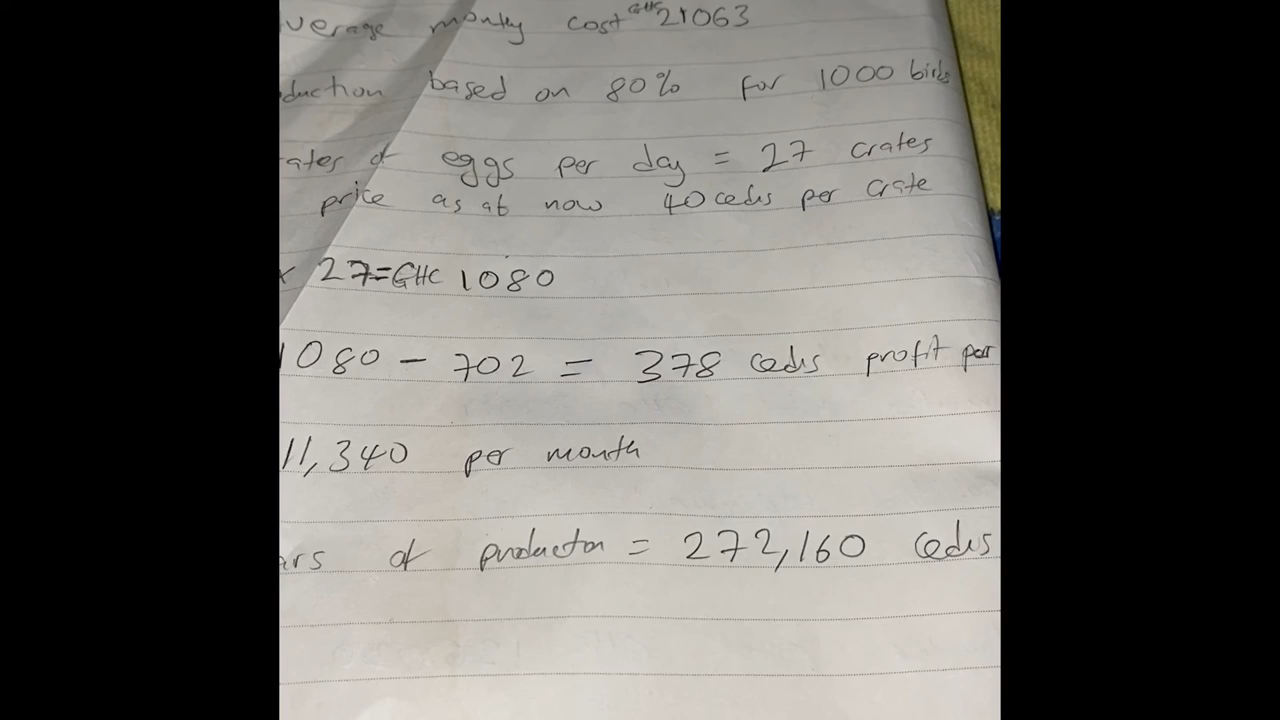 verage montly cost GHC 21063
duction based on 80% for 1000 birds
ates of eggs per day = 27 crates
price as at now 40 cedis per crate
x 27=GHC 1080
1080 - 702 = 378 cedis profit per
11,340 per month
ars of production = 272,160 cedis